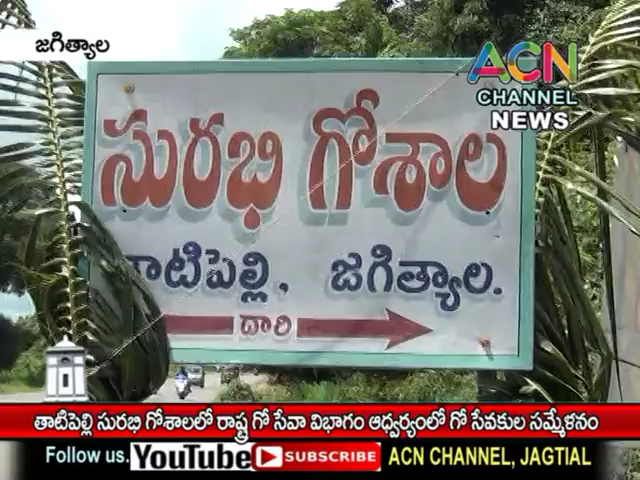 జగిత్యాల
ACN
CHANNEL
NEWS
సురభి గోశాల
తాటిపెల్లి, జగిత్యాల.
దారి
తాటిపెల్లి సురభి గోశాలలో రాష్ట్ర గో సేవా విభాగం ఆధ్వర్యంలో గో సేవకుల సమ్మేళనం
Follow us. YouTube SUBSCRIBE ACN CHANNEL, JAGTIAL